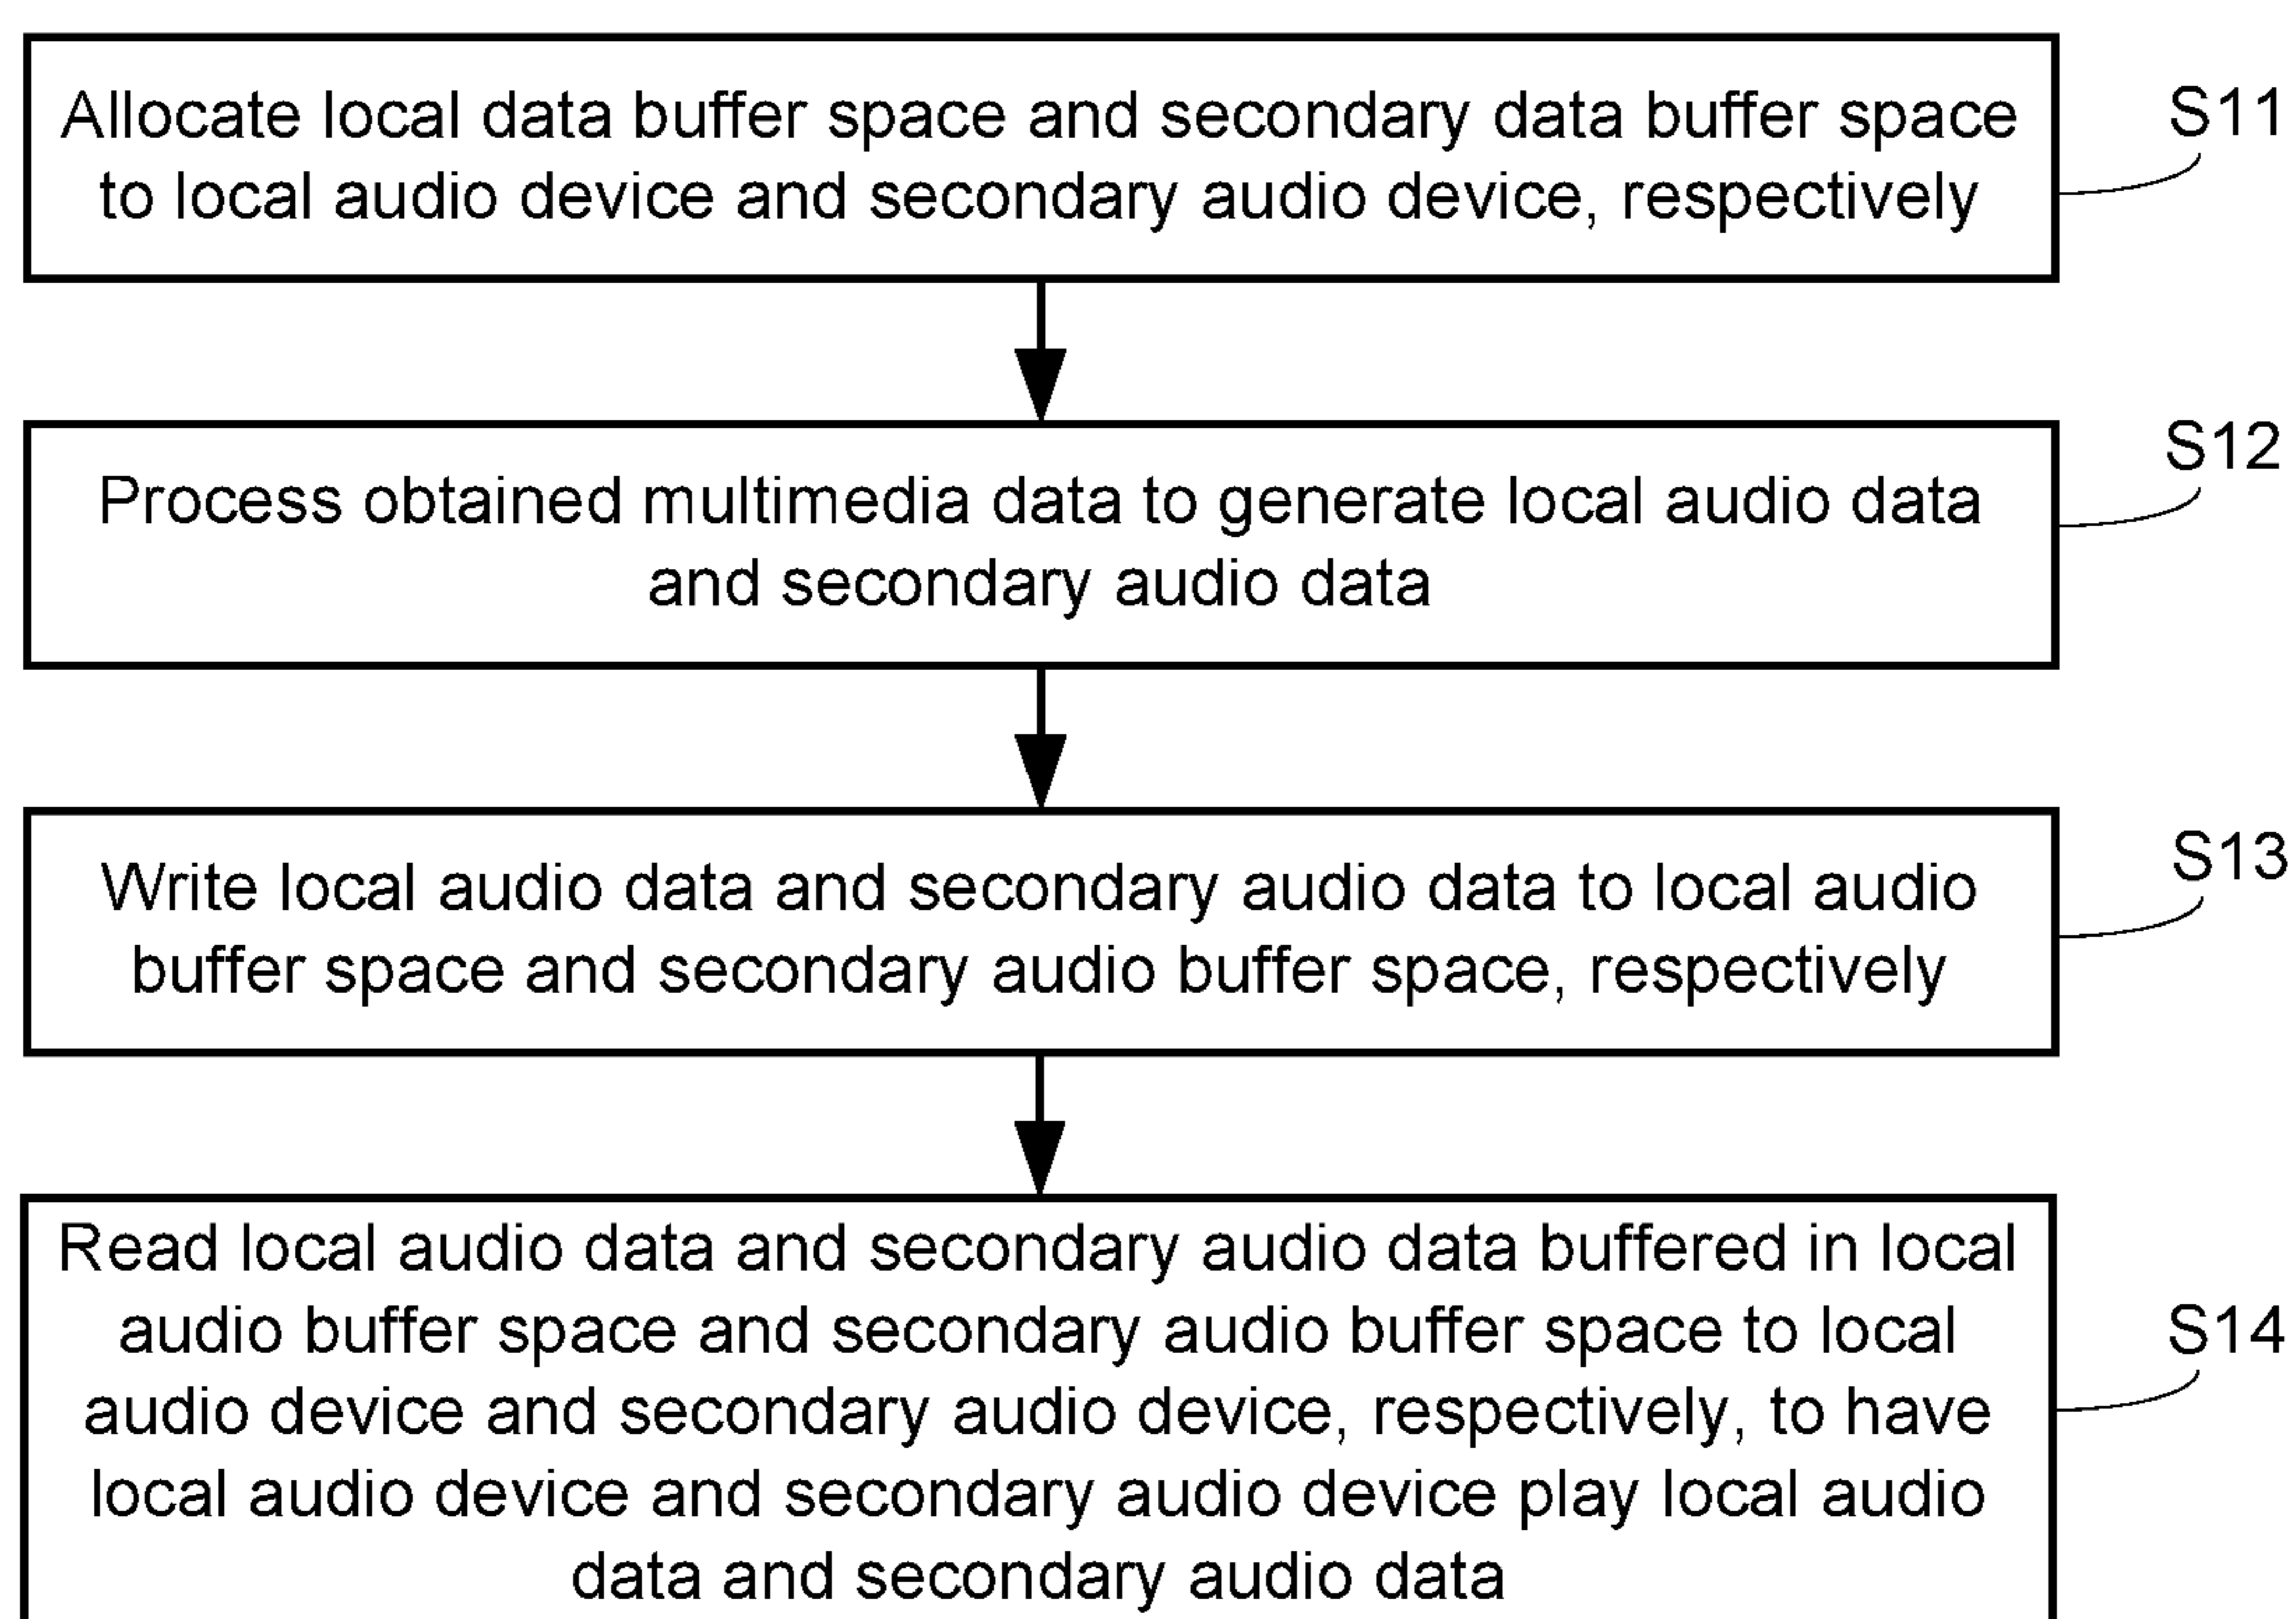 Allocate local data buffer space and secondary data buffer space
to local audio device and secondary audio device, respectively
S11
Process obtained multimedia data to generate local audio data
and secondary audio data
S12
Write local audio data and secondary audio data to local audio
buffer space and secondary audio buffer space, respectively
S13
Read local audio data and secondary audio data buffered in local
audio buffer space and secondary audio buffer space to local
audio device and secondary audio device, respectively, to have
local audio device and secondary audio device play local audio
data and secondary audio data
S14